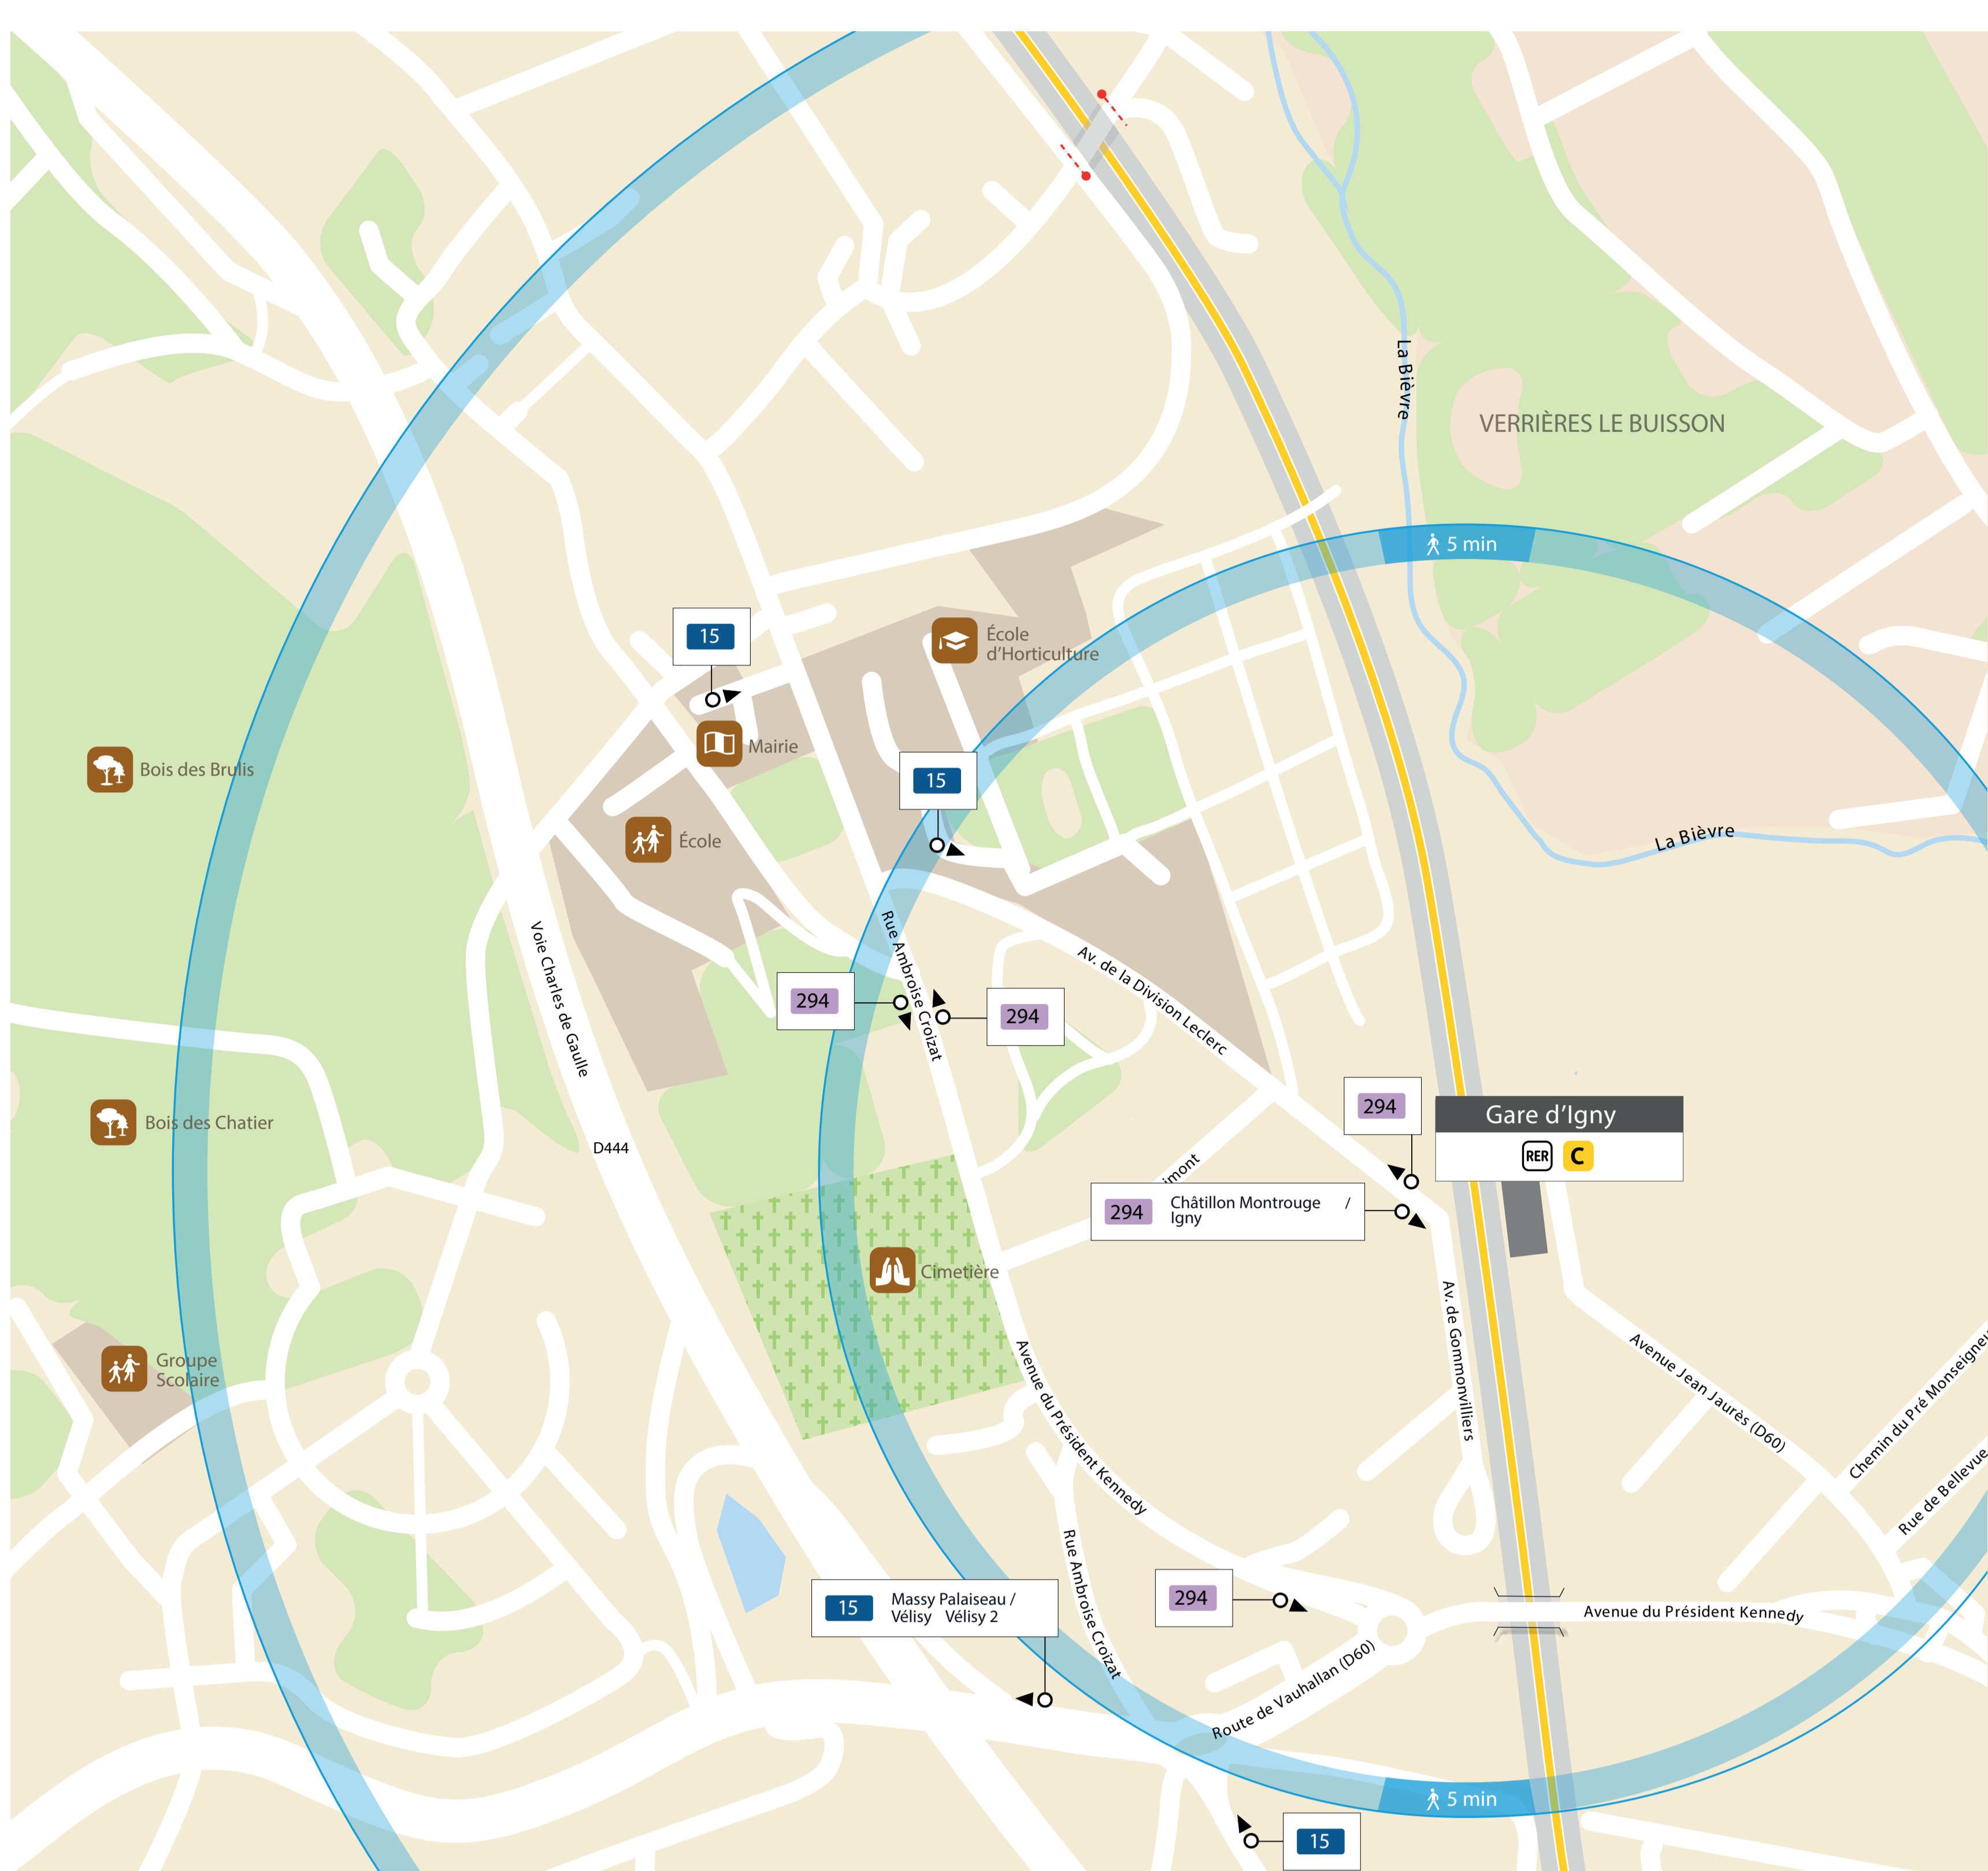 La Bièvre
VERRIÈRES LE BUISSON
5 min
15
École
d'Horticulture
Mairie
Bois des Brulis
15
École
La Bièvre
Voie Charles de Gaulle
Rue Ambroise Croizat
Av. de la Division Leclerc
294
294
294
Gare d'Igny
RER C
Bois des Chatier
D444
294
Châtillon Montrouge /
Igny
Cimetière
Av. de Gommonvilliers
Groupe
Scolaire
Avenue du Président Kennedy
Avenue Jean Jaurès (D60)
Chemin du Pré
Rue de Bellevue
Rue Ambroise Croizat
15
Massy Palaiseau /
Vélisy Vélisy 2
294
Avenue du Président Kennedy
Route de Vauhallan (D60)
5 min
15